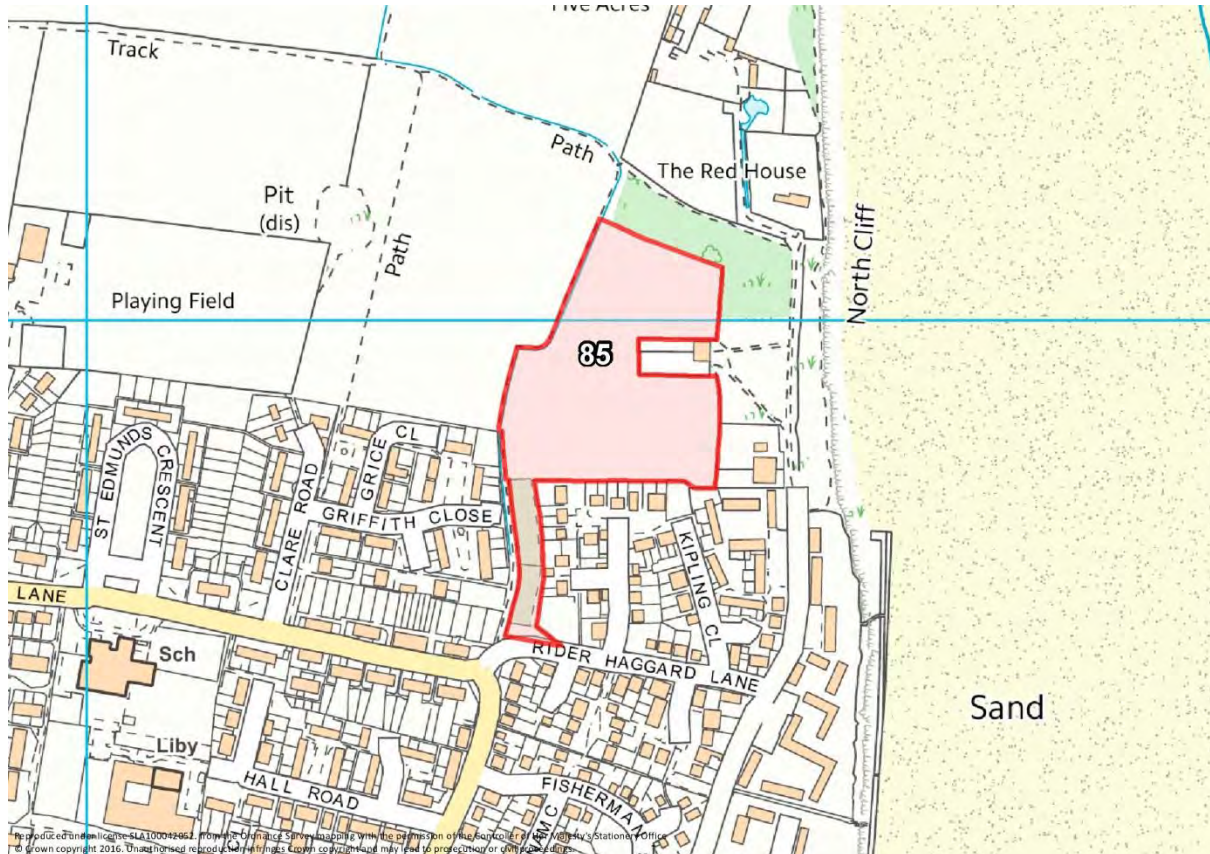 Five Acres
Track
Path
The Red House
Pit
(dis)
Path
North Cliff
Playing Field
85
ST EDMUNDS
CRESCENT
CLARE ROAD
GRICE CL
GRIFFITH CLOSE
KIPLING CL
LANE
Sch
RIDER HAGGARD LANE
Sand
Liby
HALL ROAD
FISHERMAN
Reproduced under license SLA100042052. from the Ordnance Survey mapping with the permission of the Controller of Her Majesty's Stationery Office
© Crown copyright 2016. Unauthorised reproduction infringes Crown copyright and may lead to prosecution or civil proceedings.